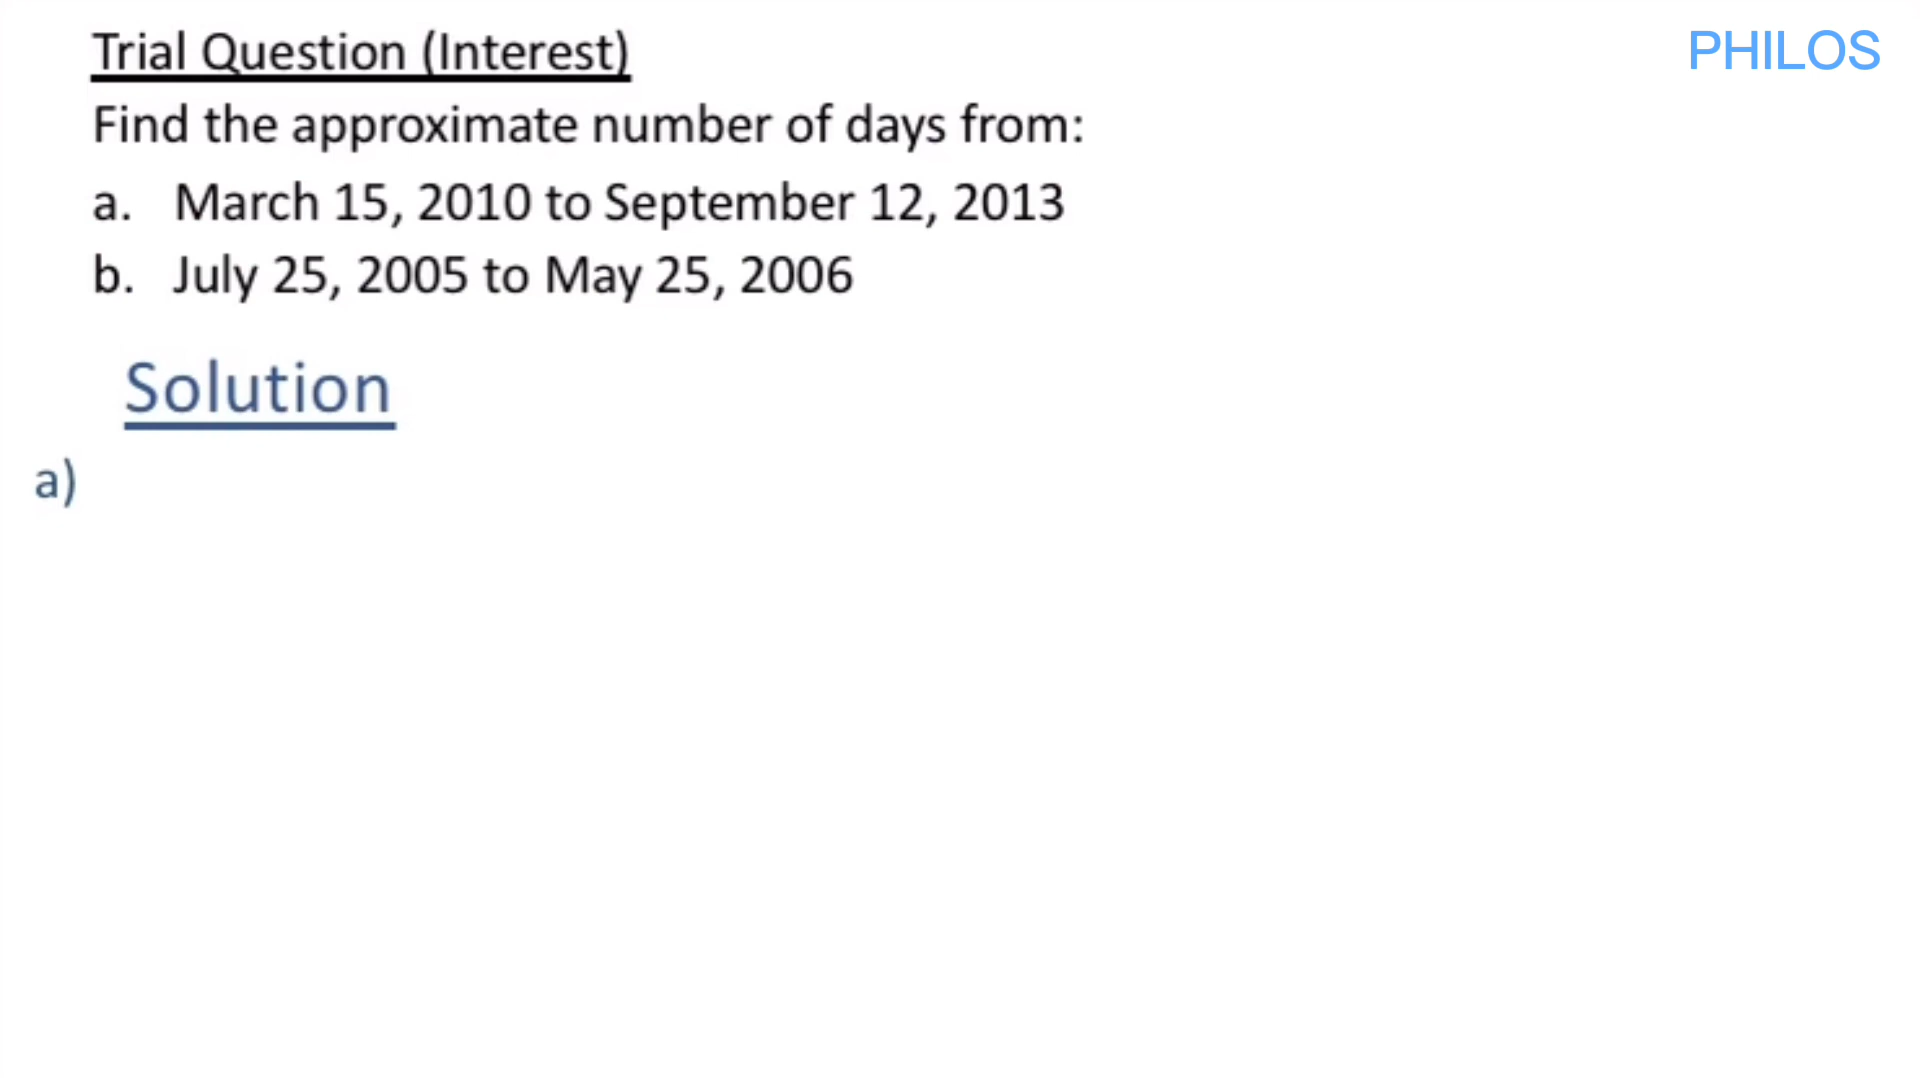 Trial Question (Interest)
PHILOS
Find the approximate number of days from:
a. March 15, 2010 to September 12, 2013
b. July 25, 2005 to May 25, 2006
Solution
a)